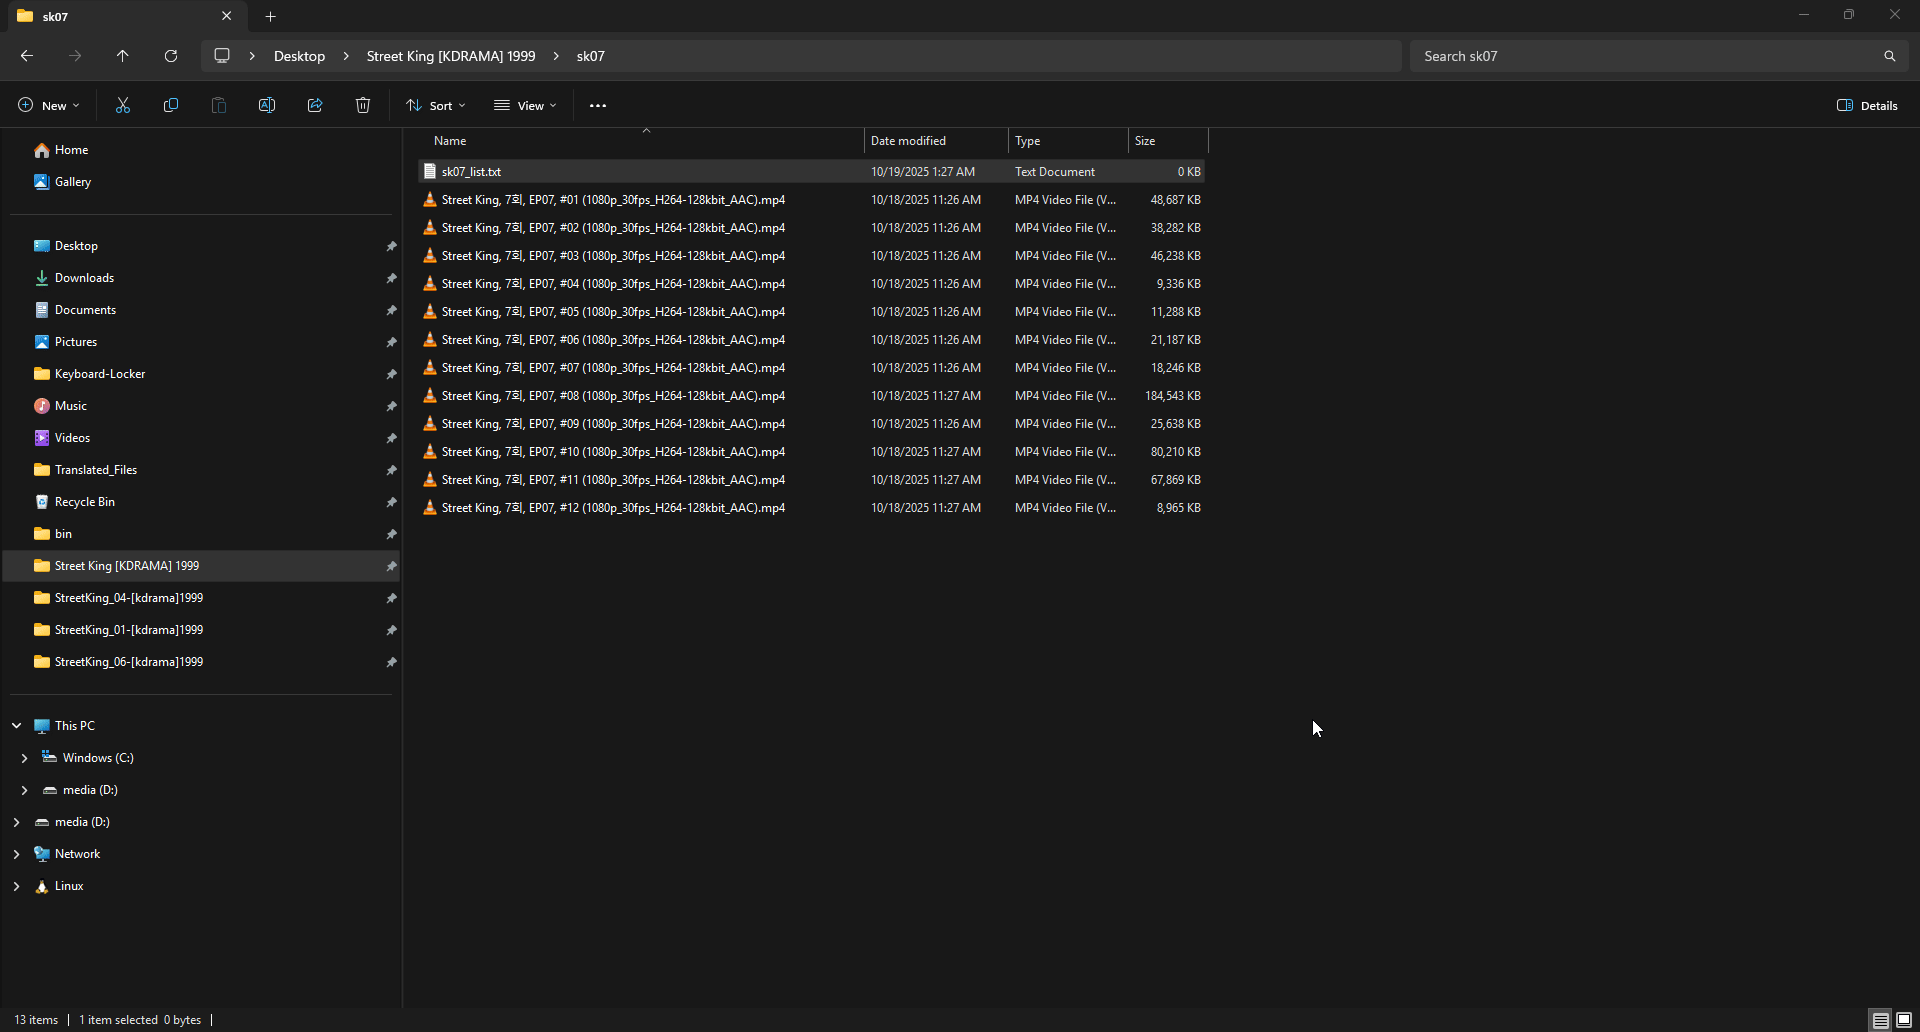 sk07
Desktop > Street King [KDRAMA] 1999 > sk07
Search sk07
New
Sort
View
Details
Home
Gallery
Desktop
Downloads
Documents
Pictures
Keyboard-Locker
Music
Videos
Translated_Files
Recycle Bin
bin
Street King [KDRAMA] 1999
StreetKing_04-[kdrama]1999
StreetKing_01-[kdrama]1999
StreetKing_06-[kdrama]1999
This PC
Windows (C:)
media (D:)
media (D:)
Network
Linux
Name Date modified Type Size
sk07_list.txt 10/19/2025 1:27 AM Text Document 0 KB
Street King, 7회, EP07, #01 (1080p_30fps_H264-128kbit_AAC).mp4 10/18/2025 11:26 AM MP4 Video File (V... 48,687 KB
Street King, 7회, EP07, #02 (1080p_30fps_H264-128kbit_AAC).mp4 10/18/2025 11:26 AM MP4 Video File (V... 38,282 KB
Street King, 7회, EP07, #03 (1080p_30fps_H264-128kbit_AAC).mp4 10/18/2025 11:26 AM MP4 Video File (V... 46,238 KB
Street King, 7회, EP07, #04 (1080p_30fps_H264-128kbit_AAC).mp4 10/18/2025 11:26 AM MP4 Video File (V... 9,336 KB
Street King, 7회, EP07, #05 (1080p_30fps_H264-128kbit_AAC).mp4 10/18/2025 11:26 AM MP4 Video File (V... 11,288 KB
Street King, 7회, EP07, #06 (1080p_30fps_H264-128kbit_AAC).mp4 10/18/2025 11:26 AM MP4 Video File (V... 21,187 KB
Street King, 7회, EP07, #07 (1080p_30fps_H264-128kbit_AAC).mp4 10/18/2025 11:26 AM MP4 Video File (V... 18,246 KB
Street King, 7회, EP07, #08 (1080p_30fps_H264-128kbit_AAC).mp4 10/18/2025 11:27 AM MP4 Video File (V... 184,543 KB
Street King, 7회, EP07, #09 (1080p_30fps_H264-128kbit_AAC).mp4 10/18/2025 11:26 AM MP4 Video File (V... 25,638 KB
Street King, 7회, EP07, #10 (1080p_30fps_H264-128kbit_AAC).mp4 10/18/2025 11:27 AM MP4 Video File (V... 80,210 KB
Street King, 7회, EP07, #11 (1080p_30fps_H264-128kbit_AAC).mp4 10/18/2025 11:27 AM MP4 Video File (V... 67,869 KB
Street King, 7회, EP07, #12 (1080p_30fps_H264-128kbit_AAC).mp4 10/18/2025 11:27 AM MP4 Video File (V... 8,965 KB
13 items | 1 item selected 0 bytes |